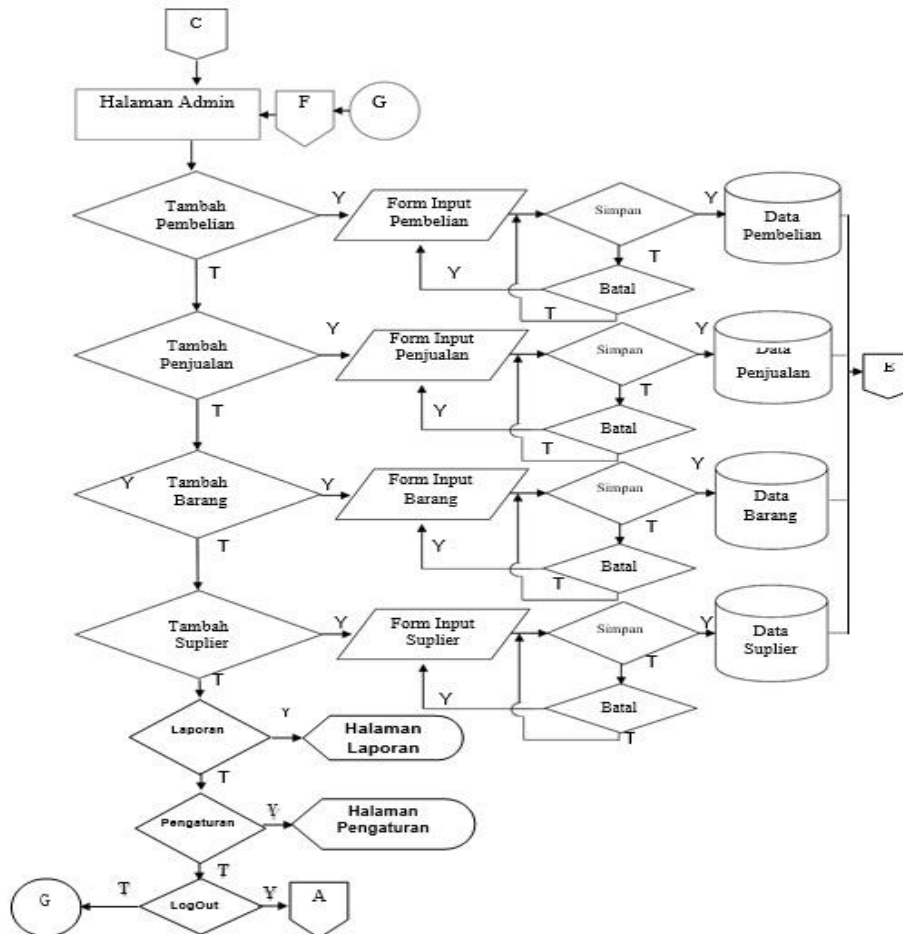 C
Halaman Admin
F
G
Tambah
Pembelian
Y
Form Input
Pembelian
Simpan
Y
Data
Pembelian
T
T
Y
Batal
T
Tambah
Penjualan
Y
Form Input
Penjualan
Simpan
Y
Data
Penjualan
E
T
T
Y
Batal
T
Y
Tambah
Barang
Y
Form Input
Barang
Simpan
Y
Data
Barang
T
T
Y
Batal
T
Tambah
Suplier
Y
Form Input
Suplier
Simpan
Y
Data
Suplier
T
T
Y
Batal
T
Laporan
Y
Halaman
Laporan
T
Pengaturan
Y
Halaman
Pengaturan
T
G
T
LogOut
Y
A